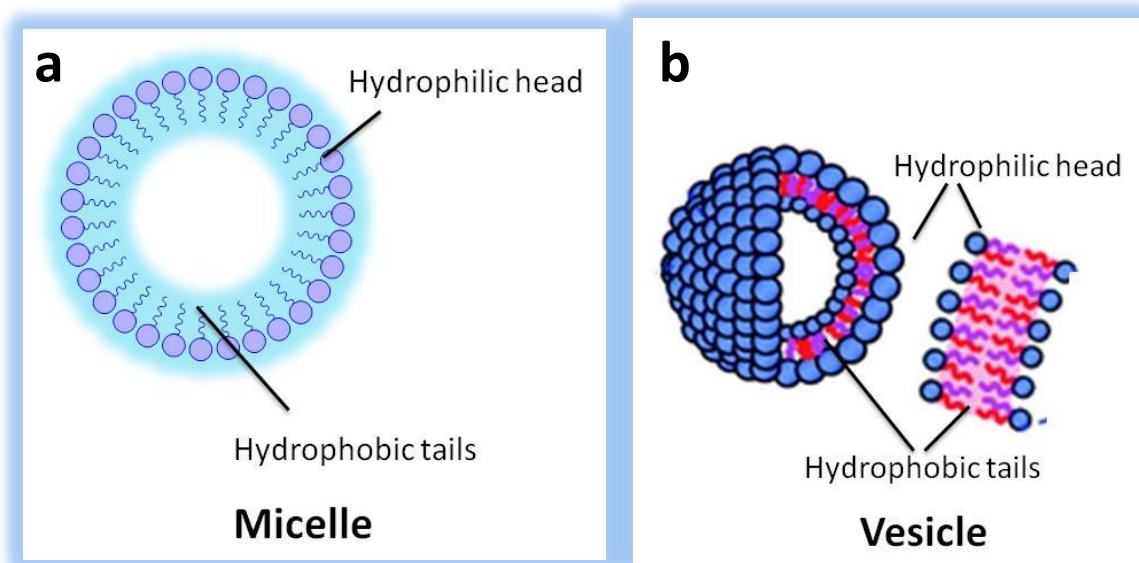 a
Hydrophilic head
Hydrophobic tails
Micelle
b
Hydrophilic head
Hydrophobic tails
Vesicle